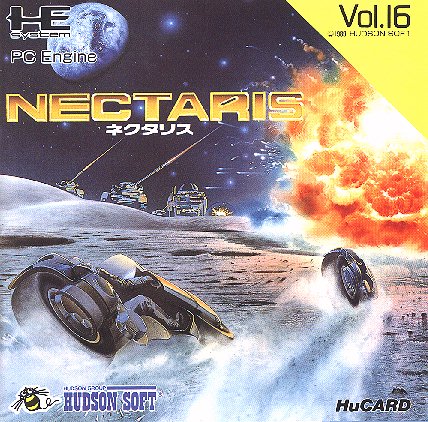 HE
system
PC Engine
Vol.16
©1989 HUDSON SOFT
NECTARIS
ネクタリス
HUDSON GROUP
HUDSON SOFT
HuCARD